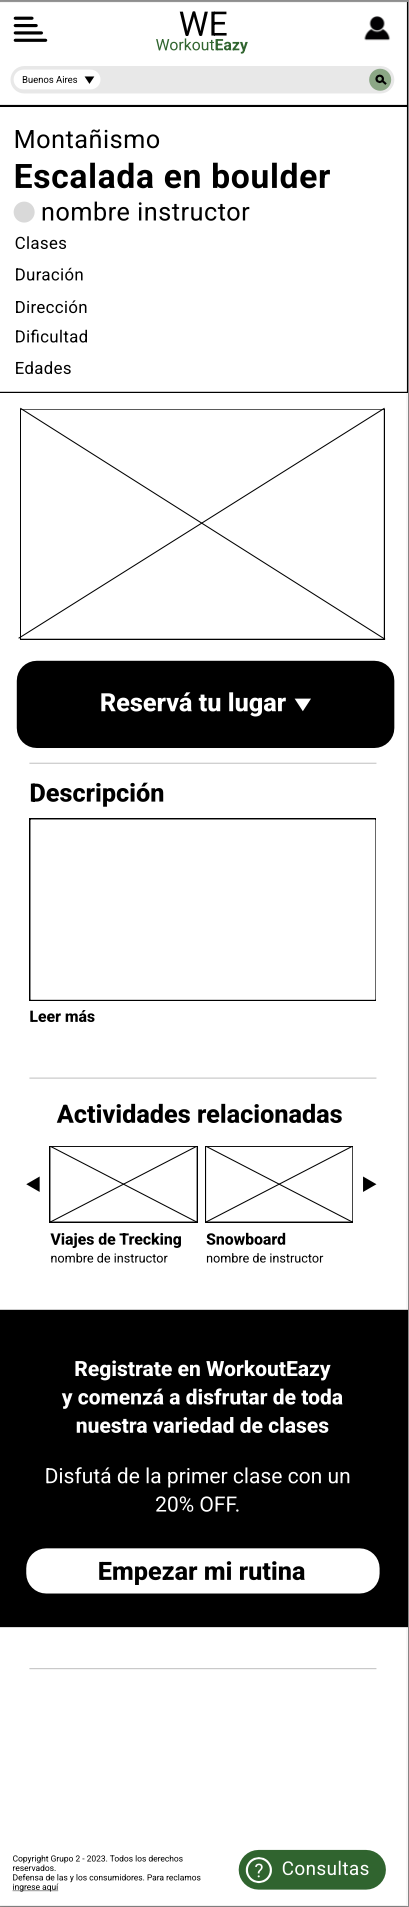 WE
WorkoutEazy
Buenos Aires
Montañismo
Escalada en boulder
nombre instructor
Clases
Duración
Dirección
Dificultad
Edades
Reservá tu lugar
Descripción
Leer más
Actividades relacionadas
Viajes de Trecking
nombre de instructor
Snowboard
nombre de instructor
Registrate en WorkoutEazy
y comenzá a disfrutar de toda
nuestra variedad de clases
Disfutá de la primer clase con un
20% OFF.
Empezar mi rutina
Copyright Grupo 2 - 2023. Todos los derechos
reservados.
Defensa de las y los consumidores. Para reclamos
ingrese aquí
? Consultas